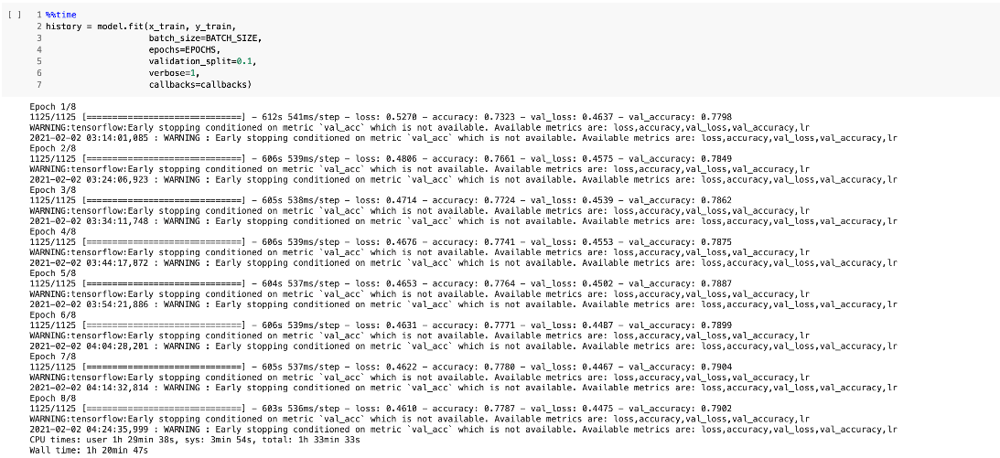 [ ] 1 %%time
2 history = model.fit(x_train, y_train,
3 batch_size=BATCH_SIZE,
4 epochs=EPOCHS,
5 validation_split=0.1,
6 verbose=1,
7 callbacks=callbacks)
Epoch 1/8
1125/1125 [==============================] - 612s 541ms/step - loss: 0.5270 - accuracy: 0.7323 - val_loss: 0.4637 - val_accuracy: 0.7798
WARNING:tensorflow:Early stopping conditioned on metric `val_acc` which is not available. Available metrics are: loss,accuracy,val_loss,val_accuracy,lr
2021-02-02 03:14:01,085 : WARNING : Early stopping conditioned on metric `val_acc` which is not available. Available metrics are: loss,accuracy,val_loss,val_accuracy,lr
Epoch 2/8
1125/1125 [==============================] - 606s 539ms/step - loss: 0.4806 - accuracy: 0.7661 - val_loss: 0.4575 - val_accuracy: 0.7849
WARNING:tensorflow:Early stopping conditioned on metric `val_acc` which is not available. Available metrics are: loss,accuracy,val_loss,val_accuracy,lr
2021-02-02 03:24:06,923 : WARNING : Early stopping conditioned on metric `val_acc` which is not available. Available metrics are: loss,accuracy,val_loss,val_accuracy,lr
Epoch 3/8
1125/1125 [==============================] - 605s 538ms/step - loss: 0.4714 - accuracy: 0.7724 - val_loss: 0.4539 - val_accuracy: 0.7862
WARNING:tensorflow:Early stopping conditioned on metric `val_acc` which is not available. Available metrics are: loss,accuracy,val_loss,val_accuracy,lr
2021-02-02 03:34:11,748 : WARNING : Early stopping conditioned on metric `val_acc` which is not available. Available metrics are: loss,accuracy,val_loss,val_accuracy,lr
Epoch 4/8
1125/1125 [==============================] - 606s 539ms/step - loss: 0.4676 - accuracy: 0.7741 - val_loss: 0.4553 - val_accuracy: 0.7875
WARNING:tensorflow:Early stopping conditioned on metric `val_acc` which is not available. Available metrics are: loss,accuracy,val_loss,val_accuracy,lr
2021-02-02 03:44:17,872 : WARNING : Early stopping conditioned on metric `val_acc` which is not available. Available metrics are: loss,accuracy,val_loss,val_accuracy,lr
Epoch 5/8
1125/1125 [==============================] - 604s 537ms/step - loss: 0.4653 - accuracy: 0.7764 - val_loss: 0.4502 - val_accuracy: 0.7887
WARNING:tensorflow:Early stopping conditioned on metric `val_acc` which is not available. Available metrics are: loss,accuracy,val_loss,val_accuracy,lr
2021-02-02 03:54:21,886 : WARNING : Early stopping conditioned on metric `val_acc` which is not available. Available metrics are: loss,accuracy,val_loss,val_accuracy,lr
Epoch 6/8
1125/1125 [==============================] - 606s 539ms/step - loss: 0.4631 - accuracy: 0.7771 - val_loss: 0.4487 - val_accuracy: 0.7899
WARNING:tensorflow:Early stopping conditioned on metric `val_acc` which is not available. Available metrics are: loss,accuracy,val_loss,val_accuracy,lr
2021-02-02 04:04:28,201 : WARNING : Early stopping conditioned on metric `val_acc` which is not available. Available metrics are: loss,accuracy,val_loss,val_accuracy,lr
Epoch 7/8
1125/1125 [==============================] - 605s 537ms/step - loss: 0.4622 - accuracy: 0.7780 - val_loss: 0.4467 - val_accuracy: 0.7904
WARNING:tensorflow:Early stopping conditioned on metric `val_acc` which is not available. Available metrics are: loss,accuracy,val_loss,val_accuracy,lr
2021-02-02 04:14:32,814 : WARNING : Early stopping conditioned on metric `val_acc` which is not available. Available metrics are: loss,accuracy,val_loss,val_accuracy,lr
Epoch 8/8
1125/1125 [==============================] - 603s 536ms/step - loss: 0.4610 - accuracy: 0.7787 - val_loss: 0.4475 - val_accuracy: 0.7902
WARNING:tensorflow:Early stopping conditioned on metric `val_acc` which is not available. Available metrics are: loss,accuracy,val_loss,val_accuracy,lr
2021-02-02 04:24:35,999 : WARNING : Early stopping conditioned on metric `val_acc` which is not available. Available metrics are: loss,accuracy,val_loss,val_accuracy,lr
CPU times: user 1h 29min 38s, sys: 3min 54s, total: 1h 33min 33s
Wall time: 1h 20min 47s